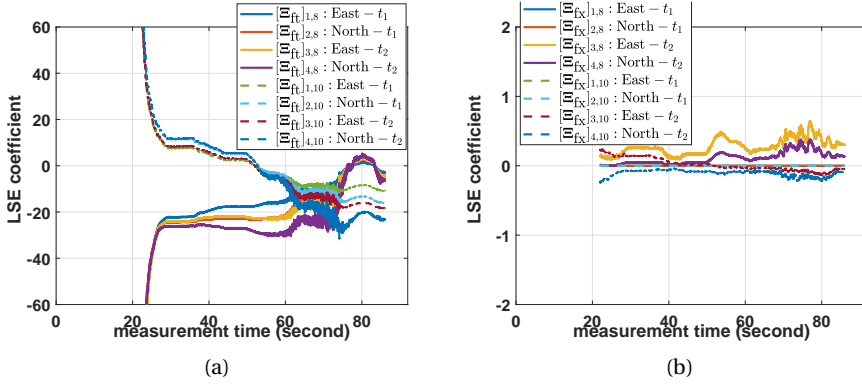 [Ξft]1,8 : East − t1
[Ξft]2,8 : North − t1
[Ξft]3,8 : East − t2
[Ξft]4,8 : North − t2
[Ξft]1,10 : East − t1
[Ξft]2,10 : North − t1
[Ξft]3,10 : East − t2
[Ξft]4,10 : North − t2
60
40
20
0
-20
-40
-60
LSE coefficient
0 20 40 60 80
measurement time (second)
(a)
[Ξfx]1,8 : East − t1
[Ξfx]2,8 : North − t1
[Ξfx]3,8 : East − t2
[Ξfx]4,8 : North − t2
[Ξfx]1,10 : East − t1
[Ξfx]2,10 : North − t1
[Ξfx]3,10 : East − t2
[Ξfx]4,10 : North − t2
2
1
0
-1
-2
LSE coefficient
0 20 40 60 80
measurement time (second)
(b)